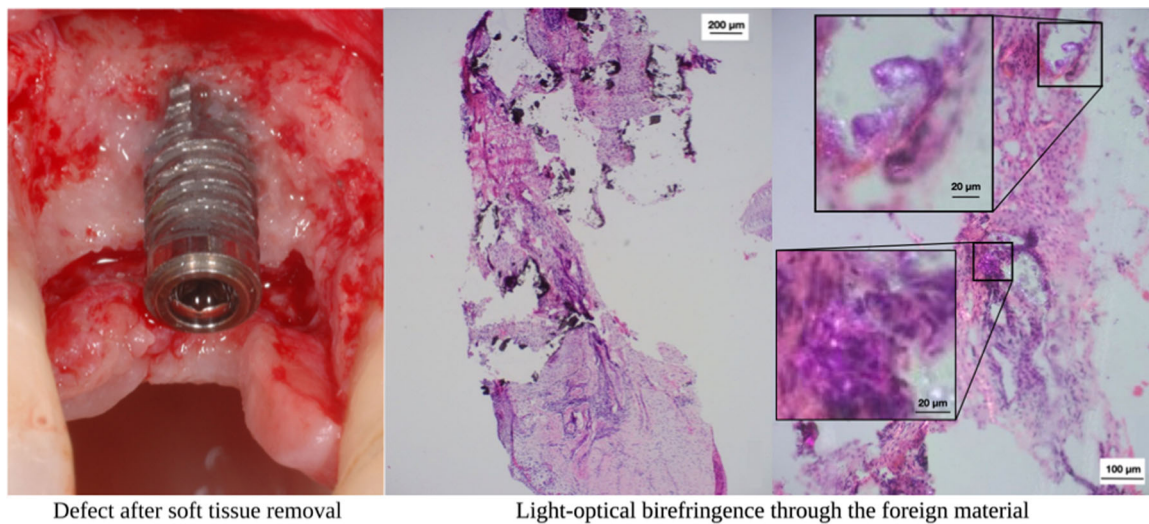 200 µm
20 µm
20 µm
100 µm
Defect after soft tissue removal
Light-optical birefringence through the foreign material